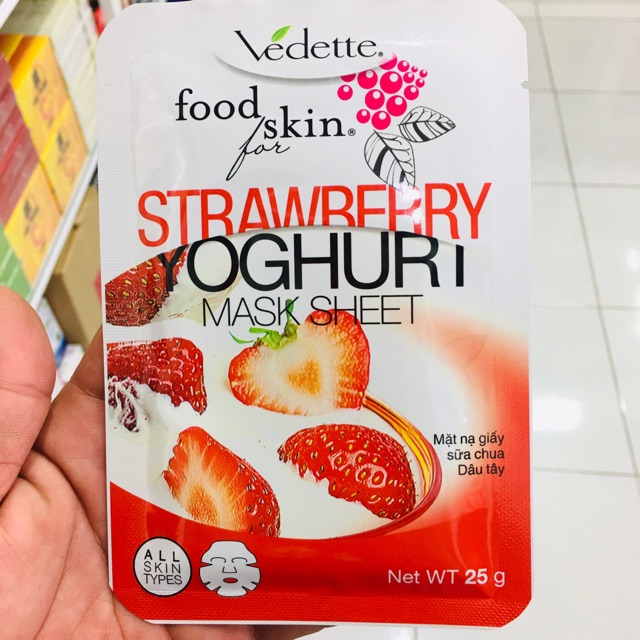 Vedette®
food
for skin®
STRAWBERRY
YOGHURT
MASK SHEET
Mặt nạ giấy
sữa chua
Dâu tây
ALL
SKIN
TYPES
Net WT 25 g